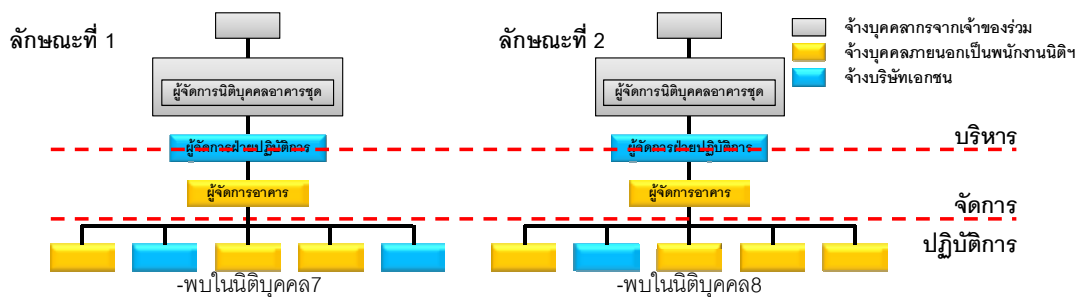 ลักษณะที่ 1
ลักษณะที่ 2
จ้างบุคคลากรจากเจ้าของร่วม
จ้างบุคคลภายนอกเป็นพนักงานนิติฯ
จ้างบริษัทเอกชน
ผู้จัดการนิติบุคคลอาคารชุด
ผู้จัดการนิติบุคคลอาคารชุด
ผู้จัดการฝ่ายปฏิบัติการ
ผู้จัดการฝ่ายปฏิบัติการ
บริหาร
ผู้จัดการอาคาร
ผู้จัดการอาคาร
จัดการ
ปฏิบัติการ
-พบในนิติบุคคล7
-พบในนิติบุคคล8